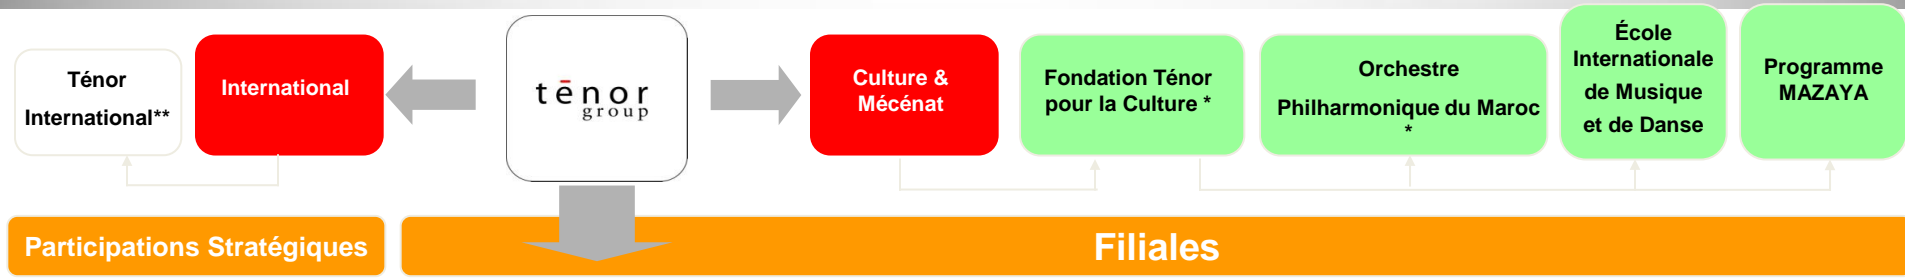 Ténor
International**
International
tēnor
group
Culture &
Mécénat
Fondation Ténor
pour la Culture *
Orchestre
Philharmonique du Maroc
*
École
Internationale
de Musique
et de Danse
Programme
MAZAYA
Participations Stratégiques
Filiales